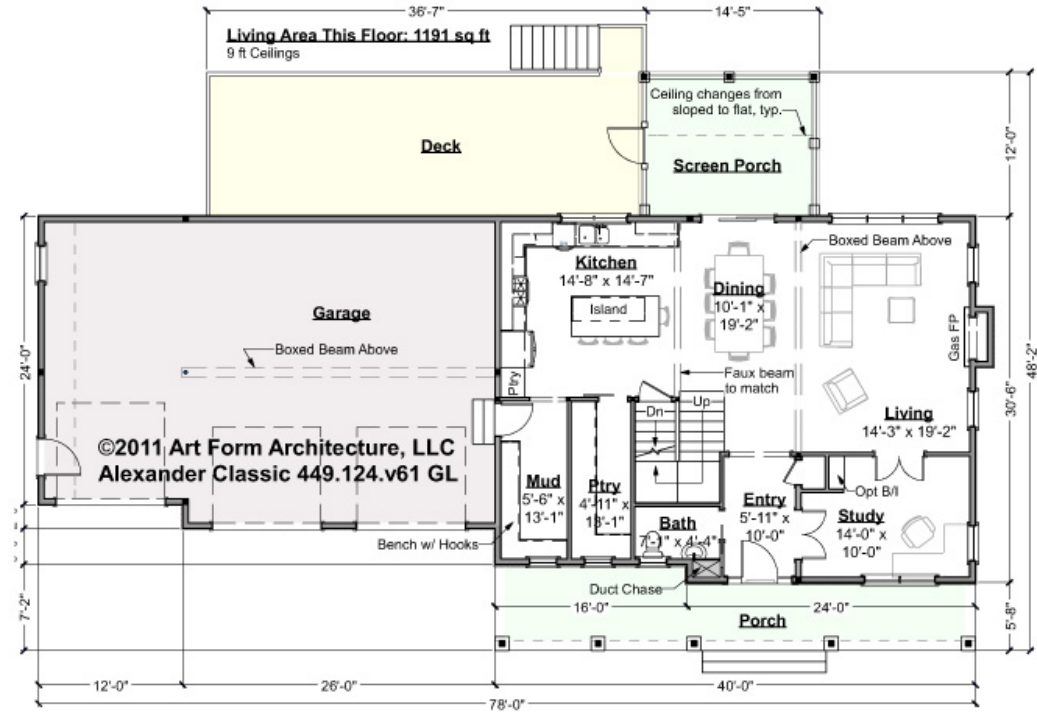 36'-7"
14'-5"
Living Area This Floor: 1191 sq ft
9 ft Ceilings
Ceiling changes from
sloped to flat, typ.
Deck
Screen Porch
12'-0"
48'-2"
Boxed Beam Above
Kitchen
14'-8" x 14'-7"
Dining
10'-1" x
19'-2"
Island
Garage
Boxed Beam Above
Gas FP
24'-0"
30'-6"
Ptry
Faux beam
to match
Dn
Up
Living
14'-3" x 19'-2"
©2011 Art Form Architecture, LLC
Alexander Classic 449.124.v61 GL
Mud
5'-6" x
13'-1"
Ptry
4'-11" x
13'-1"
Entry
5'-11" x
10'-0"
Opt B/I
Study
14'-0" x
10'-0"
Bath
7'-1" x 4'-4"
Bench w/ Hooks
Duct Chase
16'-0"
24'-0"
7'-2"
5'-8"
Porch
12'-0"
26'-0"
40'-0"
78'-0"